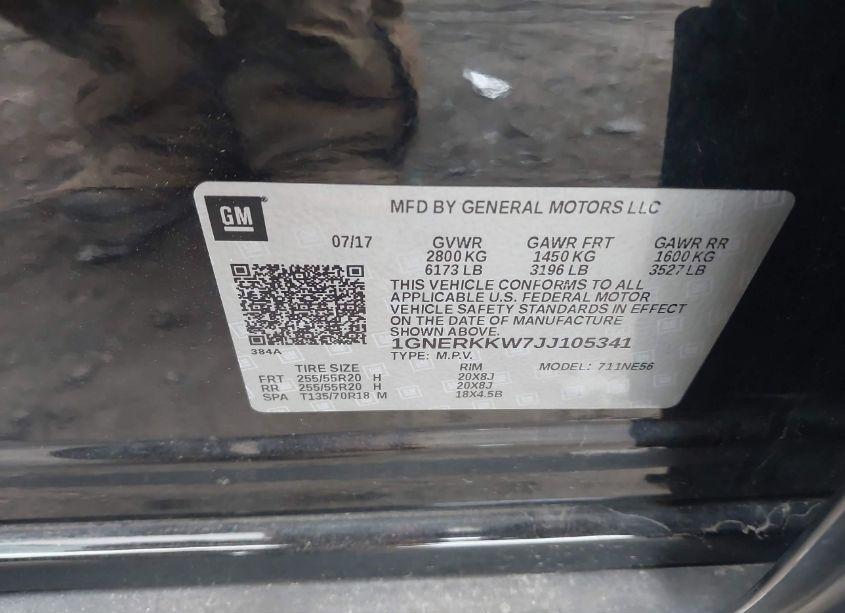 GM
MFD BY GENERAL MOTORS LLC
07/17 GVWR GAWR FRT GAWR RR
2800 KG 1450 KG 1600 KG
6173 LB 3196 LB 3527 LB
THIS VEHICLE CONFORMS TO ALL
APPLICABLE U.S. FEDERAL MOTOR
VEHICLE SAFETY STANDARDS IN EFFECT
ON THE DATE OF MANUFACTURE
SHOWN ABOVE.
384A
1GNERKKW7JJ105341
TYPE: M.P.V. MODEL: 711NE56
TIRE SIZE RIM
FRT 255/55R20 H 20X8J
RR 255/55R20 H 20X8J
SPA T135/70R18 M 18X4.5B